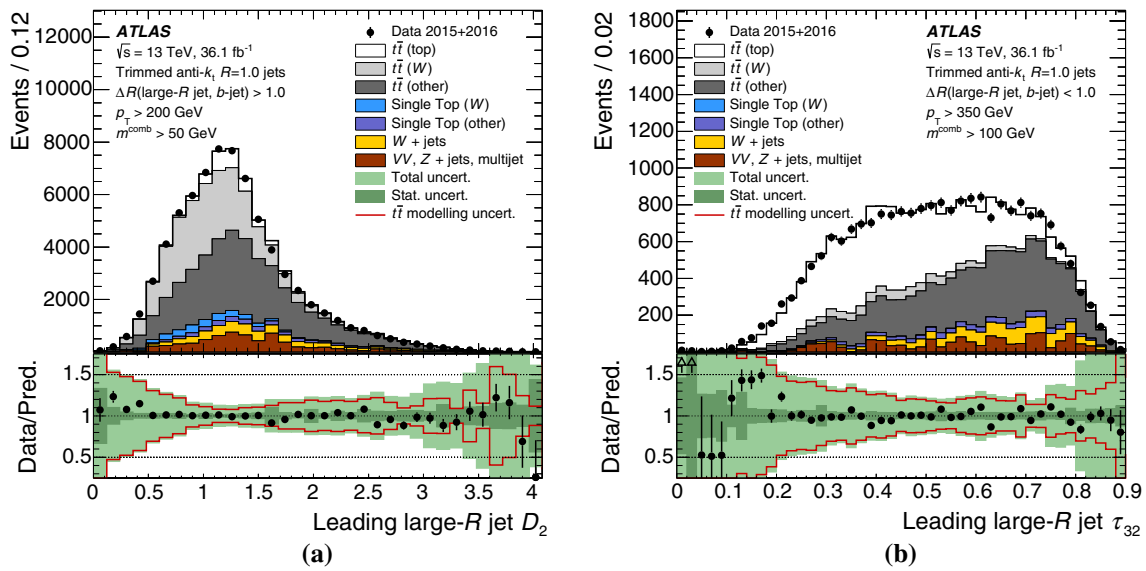 ATLAS
√s = 13 TeV, 36.1 fb⁻¹
Trimmed anti-kₜ R=1.0 jets
ΔR(large-R jet, b-jet) > 1.0
p_T > 200 GeV
m^comb > 50 GeV
Data 2015+2016
tt̄ (top)
tt̄ (W)
tt̄ (other)
Single Top (W)
Single Top (other)
W + jets
VV, Z + jets, multijet
Total uncert.
Stat. uncert.
tt̄ modelling uncert.
Events / 0.12
12000
10000
8000
6000
4000
2000
Data/Pred.
1.5
1
0.5
0 0.5 1 1.5 2 2.5 3 3.5 4
Leading large-R jet D₂
(a)
Data 2015+2016
tt̄ (top)
tt̄ (W)
tt̄ (other)
Single Top (W)
Single Top (other)
W + jets
VV, Z + jets, multijet
Total uncert.
Stat. uncert.
tt̄ modelling uncert.
ATLAS
√s = 13 TeV, 36.1 fb⁻¹
Trimmed anti-kₜ R=1.0 jets
ΔR(large-R jet, b-jet) < 1.0
p_T > 350 GeV
m^comb > 100 GeV
Events / 0.02
1800
1600
1400
1200
1000
800
600
400
200
0
Data/Pred.
1.5
1
0.5
0 0.1 0.2 0.3 0.4 0.5 0.6 0.7 0.8 0.9
Leading large-R jet τ₃₂
(b)